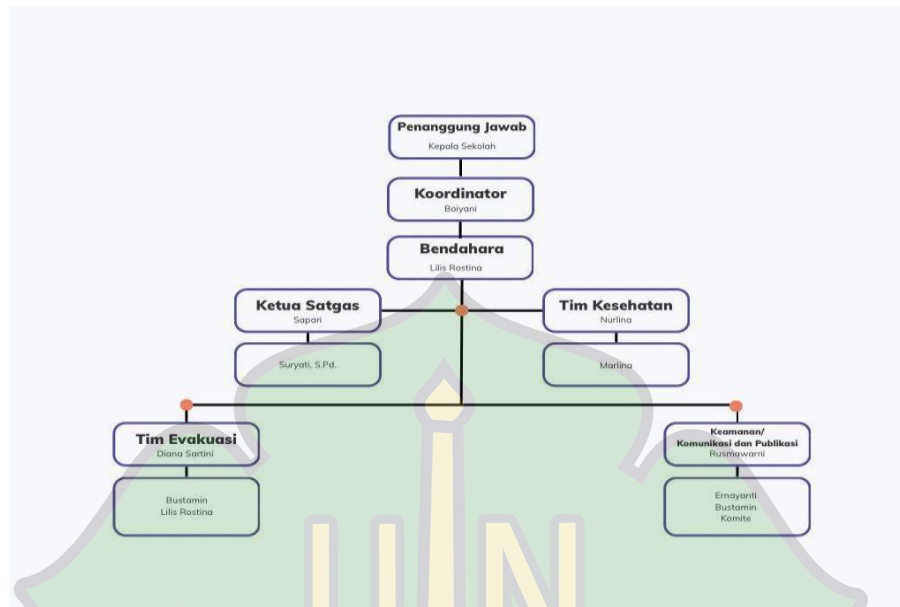 Penanggung Jawab
Kepala Sekolah
Koordinator
Boiyani
Bendahara
Lilis Rostina
Ketua Satgas
Sapari
Tim Kesehatan
Nurlina
Suryati, S.Pd.
Marlina
Tim Evakuasi
Diana Sartini
Keamanan/
Komunikasi dan Publikasi
Rusmawarni
Bustamin
Lilis Rostina
Ernayanti
Bustamin
Komite
UIN